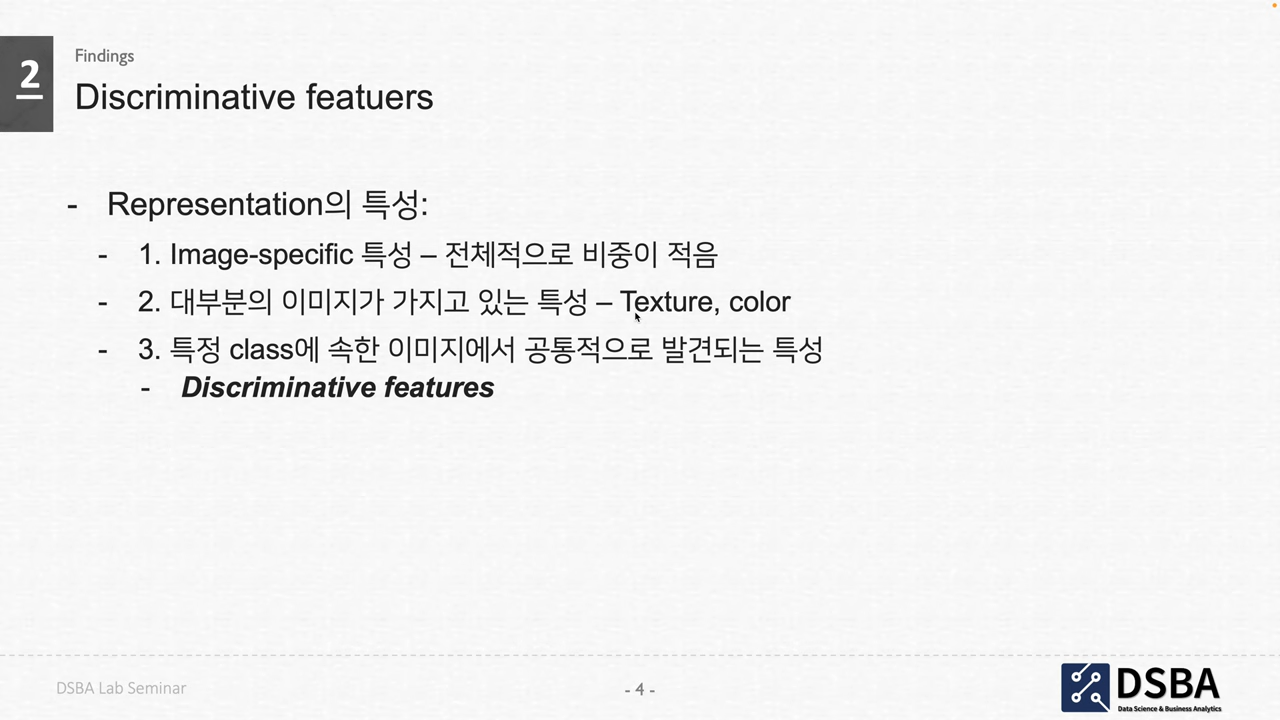 2
Findings
Discriminative featuers
- Representation의 특성:
- 1. Image-specific 특성 – 전체적으로 비중이 적음
- 2. 대부분의 이미지가 가지고 있는 특성 – Texture, color
- 3. 특정 class에 속한 이미지에서 공통적으로 발견되는 특성
- Discriminative features
DSBA Lab Seminar
- 4 -
DSBA
Data Science & Business Analytics